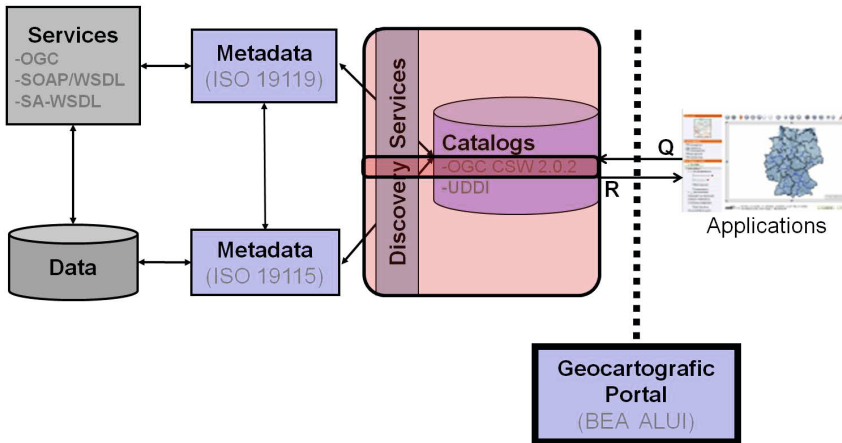 Services
-OGC
-SOAP/WSDL
-SA-WSDL
Metadata
(ISO 19119)
Discovery Services
Catalogs
-OGC CSW 2.0.2
-UDDI
Q
R
Applications
Data
Metadata
(ISO 19115)
Geocartografic
Portal
(BEA ALUI)